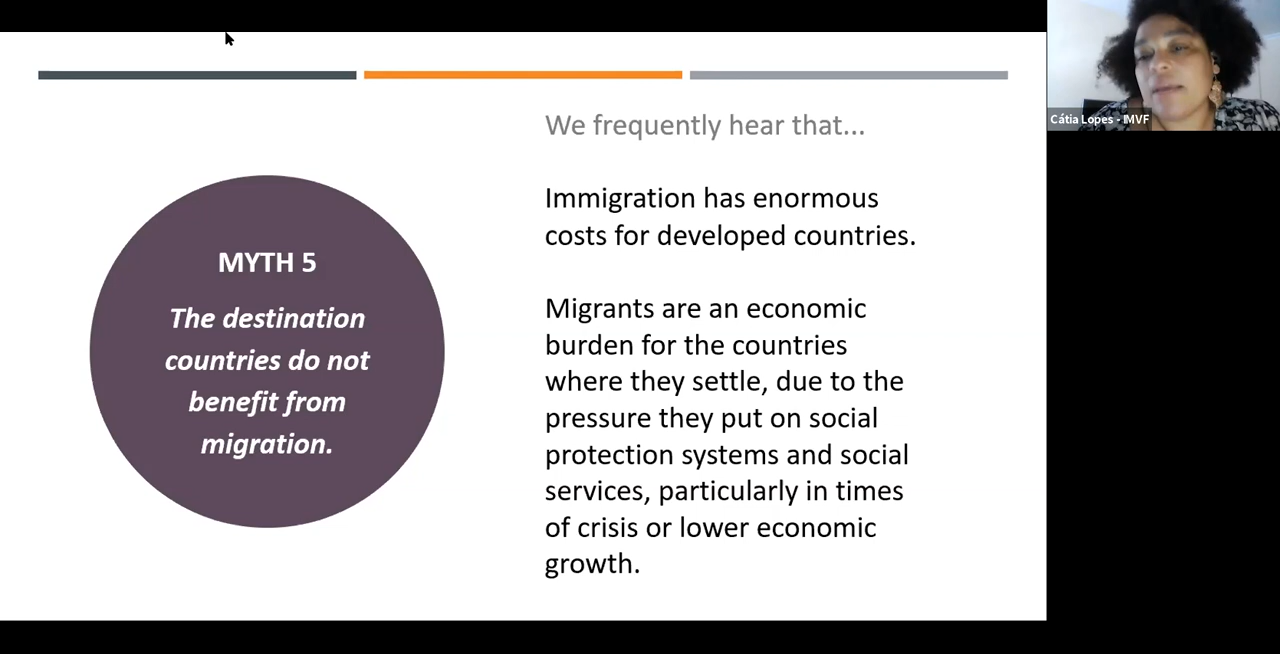 We frequently hear that...
MYTH 5
The destination
countries do not
benefit from
migration.
Immigration has enormous
costs for developed countries.
Migrants are an economic
burden for the countries
where they settle, due to the
pressure they put on social
protection systems and social
services, particularly in times
of crisis or lower economic
growth.
Cátia Lopes - IMVF